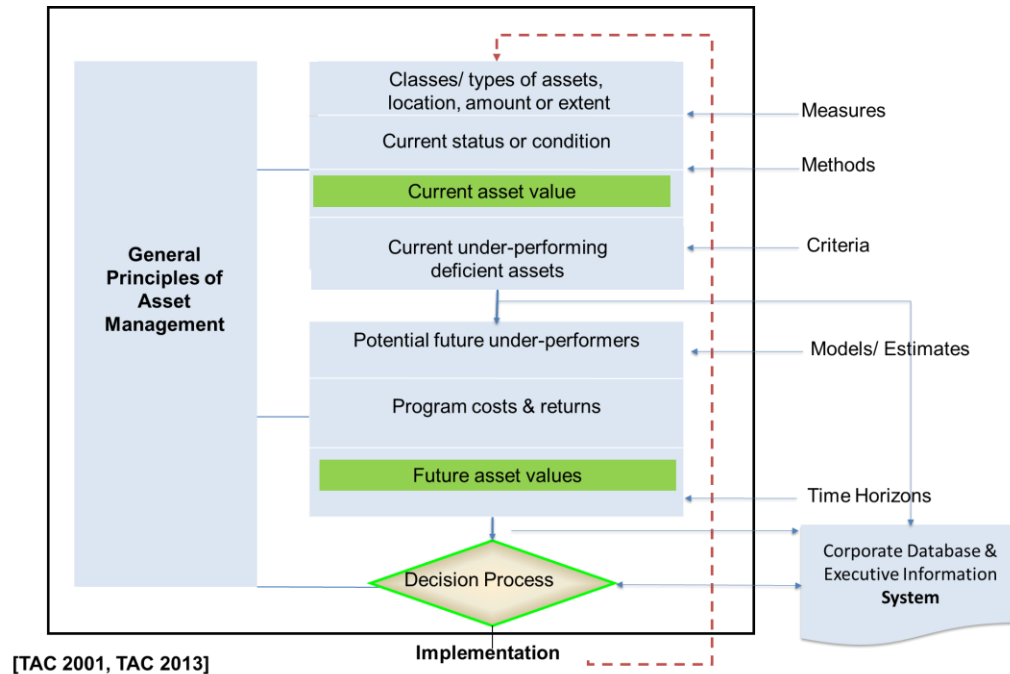 Classes/ types of assets,
location, amount or extent
Measures
Current status or condition
Methods
Current asset value
General
Principles of
Asset
Management
Current under-performing
deficient assets
Criteria
Potential future under-performers
Models/ Estimates
Program costs & returns
Future asset values
Time Horizons
Decision Process
Corporate Database &
Executive Information
System
Implementation
[TAC 2001, TAC 2013]